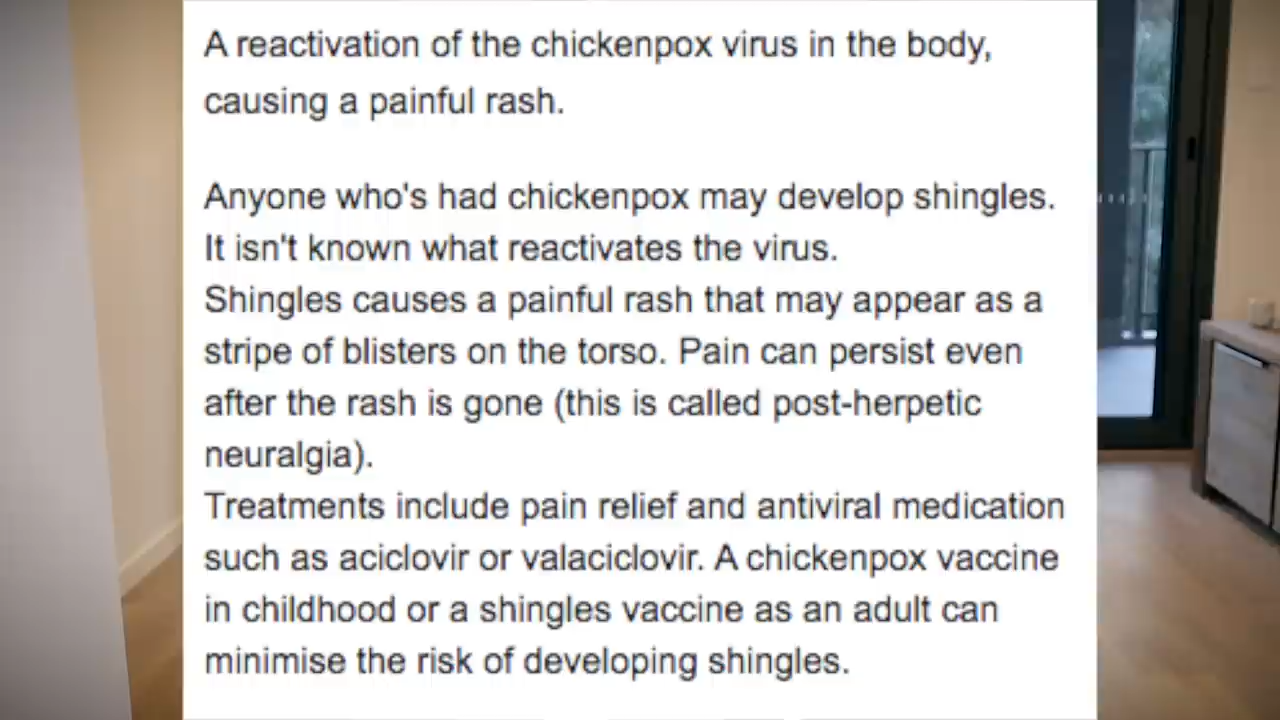 A reactivation of the chickenpox virus in the body,
causing a painful rash.
Anyone who's had chickenpox may develop shingles.
It isn't known what reactivates the virus.
Shingles causes a painful rash that may appear as a
stripe of blisters on the torso. Pain can persist even
after the rash is gone (this is called post-herpetic
neuralgia).
Treatments include pain relief and antiviral medication
such as aciclovir or valaciclovir. A chickenpox vaccine
in childhood or a shingles vaccine as an adult can
minimise the risk of developing shingles.